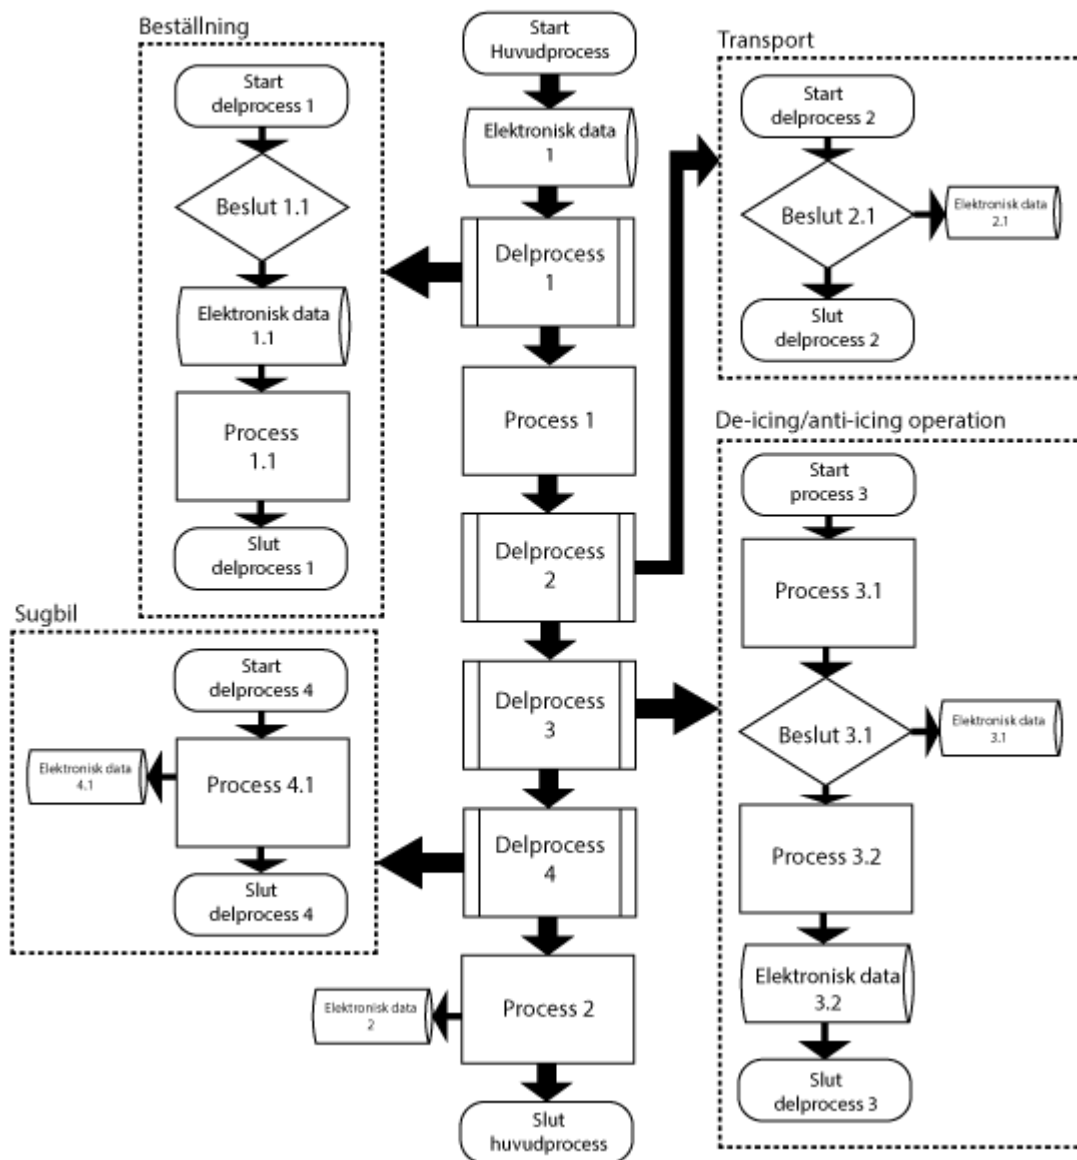 Beställning
Start
delprocess 1
Beslut 1.1
Elektronisk data
1.1
Process
1.1
Slut
delprocess 1
Sugbil
Start
delprocess 4
Elektronisk data
4.1
Process 4.1
Slut
delprocess 4
Start
Huvudprocess
Elektronisk data
1
Delprocess
1
Process 1
Delprocess
2
Delprocess
3
Delprocess
4
Elektronisk data
2
Process 2
Slut
huvudprocess
Transport
Start
delprocess 2
Beslut 2.1
Elektronisk data
2.1
Slut
delprocess 2
De-icing/anti-icing operation
Start
process 3
Process 3.1
Beslut 3.1
Elektronisk data
3.1
Process 3.2
Elektronisk data
3.2
Slut
delprocess 3